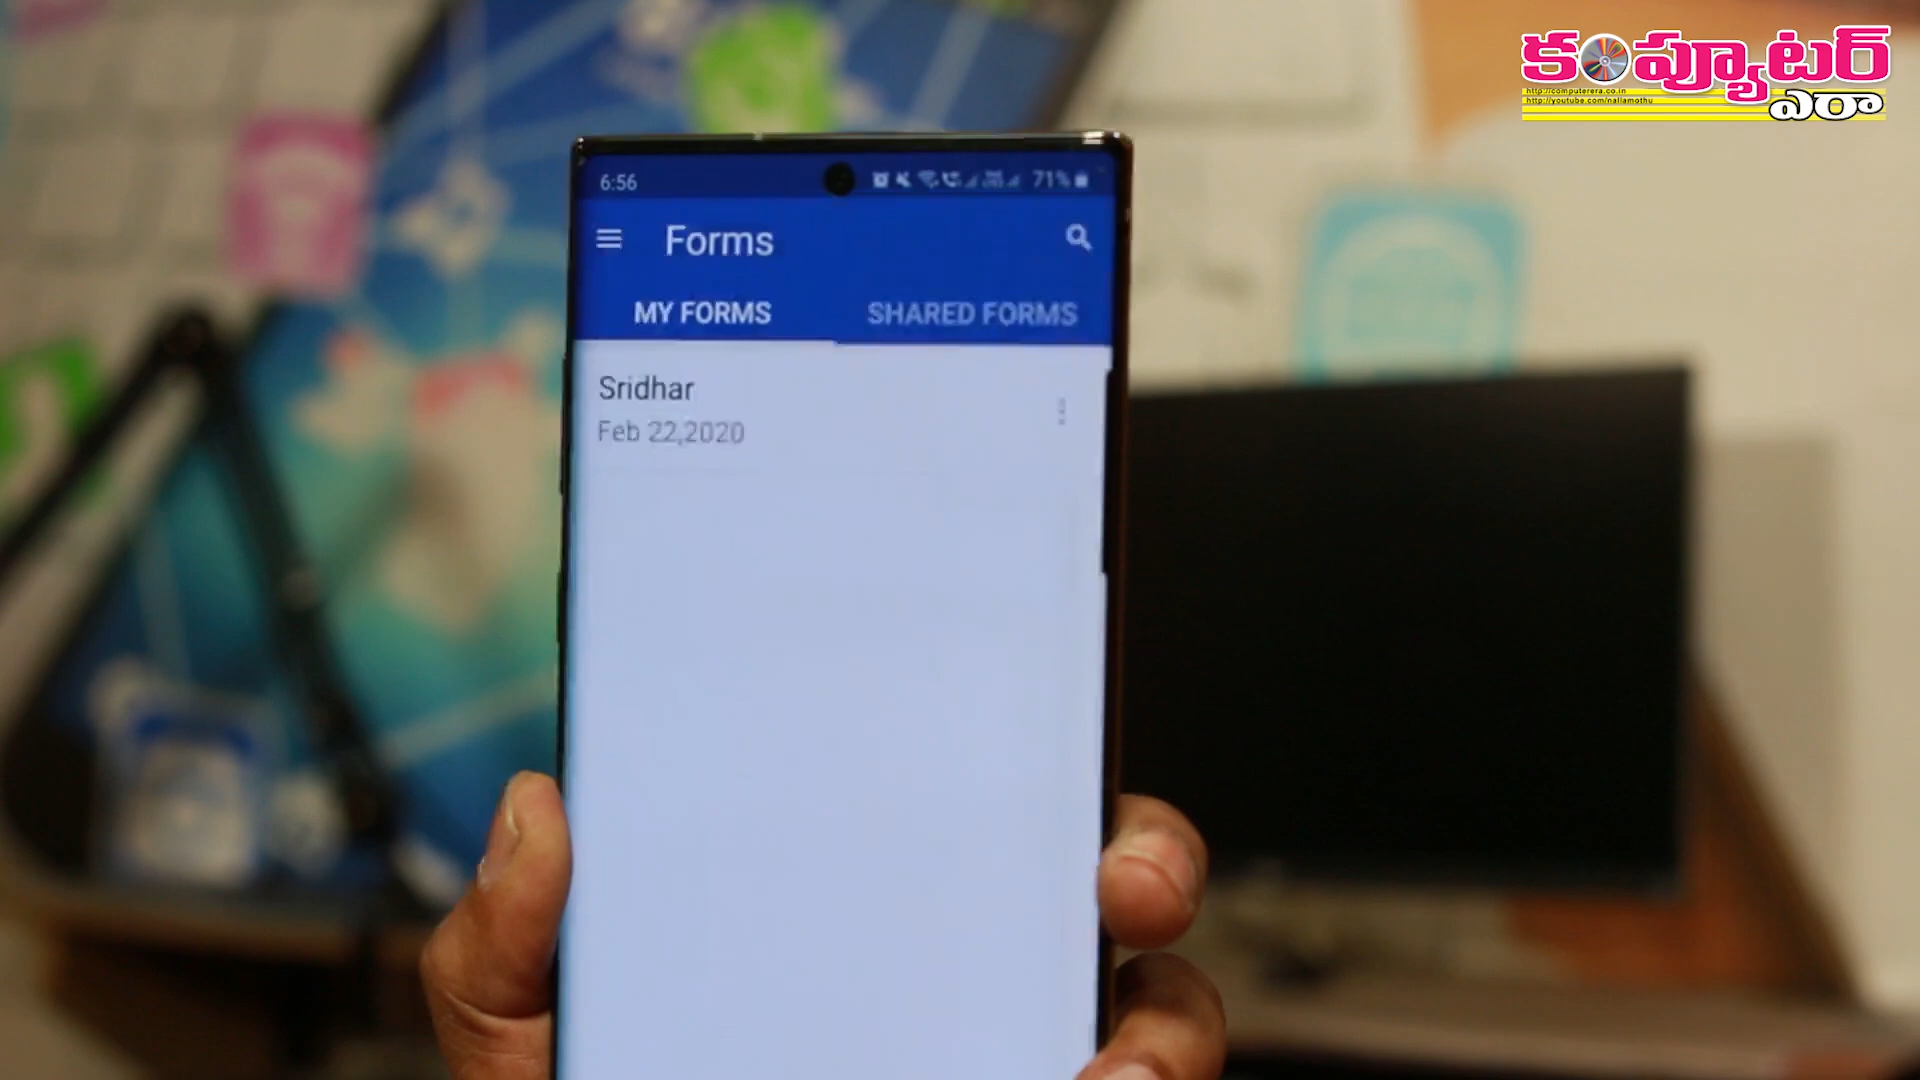 కంప్యూటర్
http://computerera.co.in
http://youtube.com/nallamothu
ఎరా
6:56
71%
Forms
MY FORMS
SHARED FORMS
Sridhar
Feb 22,2020